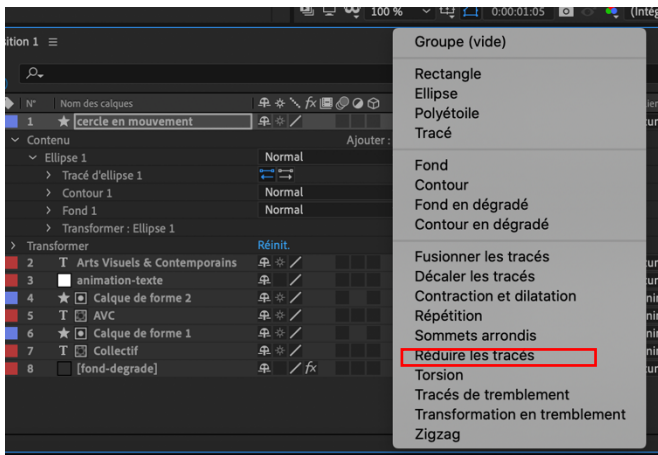 100 %
0:00:01:05
(Intég
sition 1
N°
Nom des calques
1 cercle en mouvement
Contenu
Ajouter :
Ellipse 1
Normal
Tracé d'ellipse 1
Contour 1
Normal
Fond 1
Normal
Transformer : Ellipse 1
Transformer
Réinit.
2 T Arts Visuels & Contemporains
3 animation-texte
4 Calque de forme 2
5 T AVC
6 Calque de forme 1
7 T Collectif
8 [fond-degrade]
fx
Groupe (vide)
Rectangle
Ellipse
Polyétoile
Tracé
Fond
Contour
Fond en dégradé
Contour en dégradé
Fusionner les tracés
Décaler les tracés
Contraction et dilatation
Répétition
Sommets arrondis
Réduire les tracés
Torsion
Tracés de tremblement
Transformation en tremblement
Zigzag